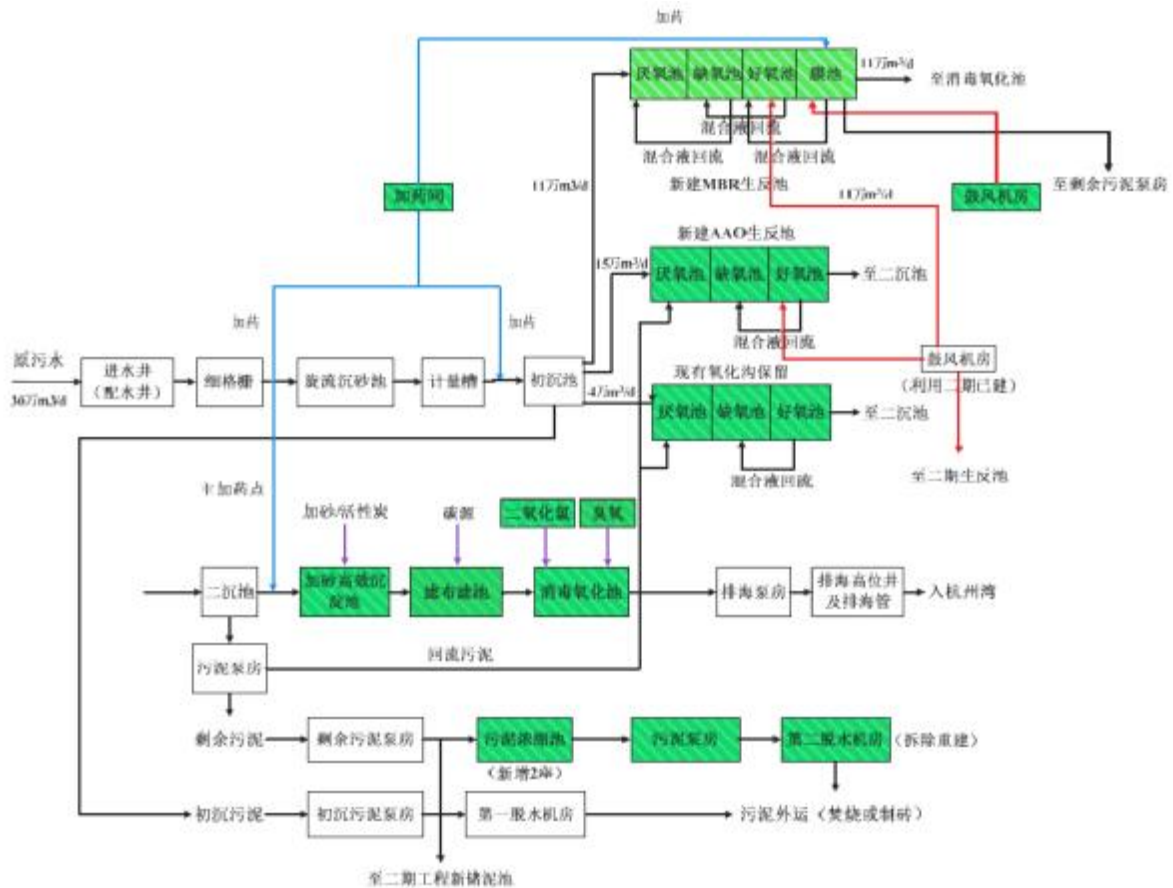 加药
厌氧池 缺氧池 好氧池 膜池
11万m³/d
至消毒氧化池
混合液回流
混合液回流 混合液回流
新建MBR生反池
至剩余污泥泵房
11万m3/d
加药间
11万m³/d
鼓风机房
新建AAO生反池
15万m³/d
厌氧池 缺氧池 好氧池
至二沉池
加药
加药
混合液回流
鼓风机房
(利用二期已建)
原污水
进水井
(配水井)
细格栅
旋流沉砂池
计量槽
初沉池
现有氧化沟保留
4万m³/d
厌氧池 缺氧池 好氧池
至二沉池
混合液回流
至二期生反池
主加药点
加砂/活性炭
碳源
二氧化氯
臭氧
二沉池
加砂高效沉
淀池
滤布滤池
消毒氧化池
排海泵房
排海高位井
及排海管
入杭州湾
污泥泵房
回流污泥
剩余污泥
剩余污泥泵房
污泥浓缩池
(新增2座)
污泥泵房
第二脱水机房
(拆除重建)
初沉污泥
初沉污泥泵房
第一脱水机房
污泥外运(焚烧或制砖)
至二期工程新储泥池